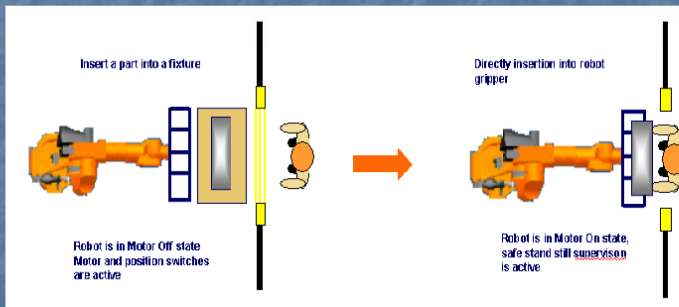 Insert a part into a fixture
Robot is in Motor Off state
Motor and position switches
are active
Directly insertion into robot
gripper
Robot is in Motor On state,
safe stand still supervison
is active